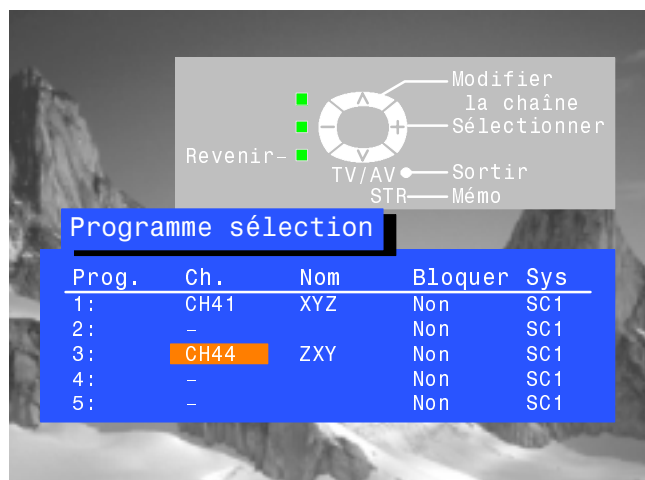 Modifier
la chaîne
Sélectionner
Revenir
TV/AV Sortir
STR Mémo
Programme sélection
Prog. Ch. Nom Bloquer Sys
1: CH41 XYZ Non SC1
2: – Non SC1
3: CH44 ZXY Non SC1
4: – Non SC1
5: – Non SC1